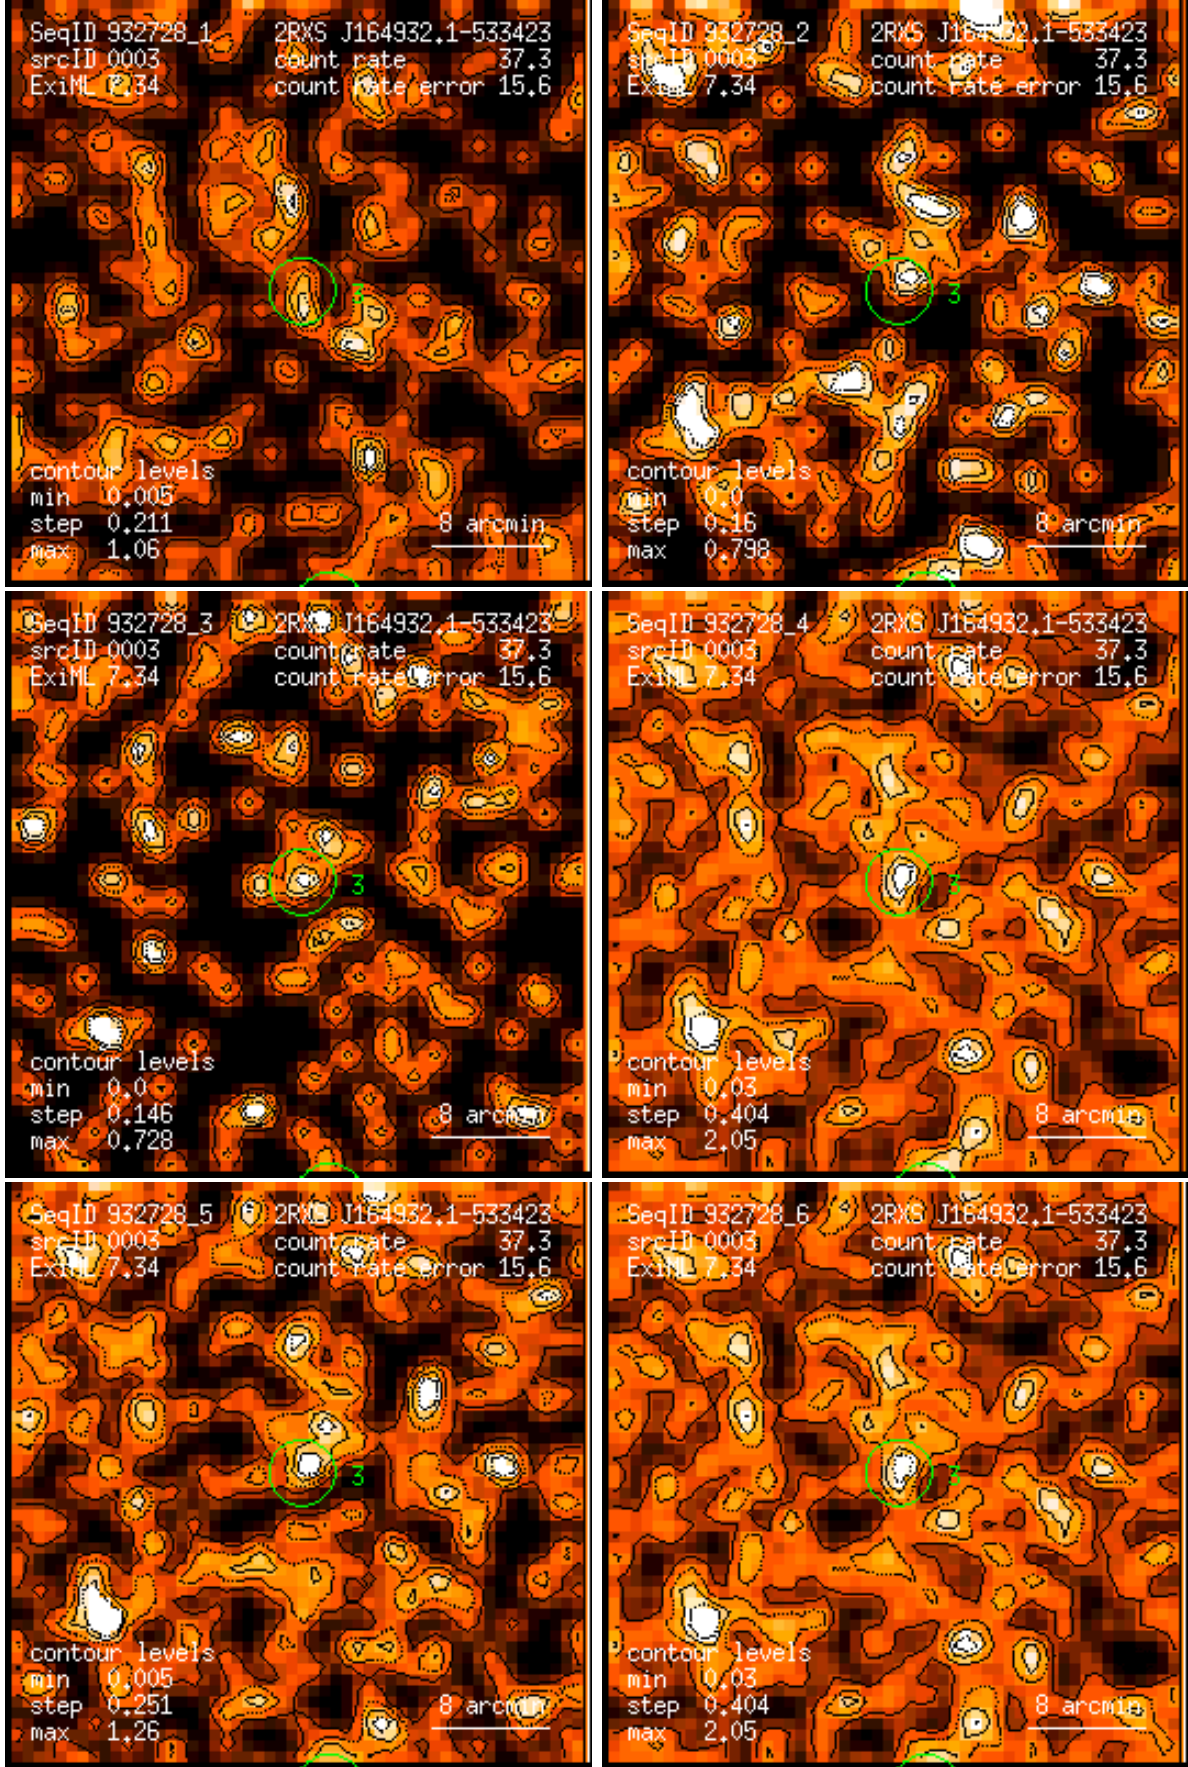 SeqID 932728_1 2RXS J164932.1-533423
srcID 0003 count rate 37.3
ExiML 7.34 count rate error 15.6
3
contour levels
min 0.005
step 0.211
max 1.06
8 arcmin
SeqID 932728_2 2RXS J164932.1-533423
srcID 0003 count rate 37.3
ExiML 7.34 count rate error 15.6
3
contour levels
min 0.0
step 0.16
max 0.798
8 arcmin
SeqID 932728_3 2RXS J164932.1-533423
srcID 0003 count rate 37.3
ExiML 7.34 count rate error 15.6
3
contour levels
min 0.0
step 0.146
max 0.728
8 arcmin
SeqID 932728_4 2RXS J164932.1-533423
srcID 0003 count rate 37.3
ExiML 7.34 count rate error 15.6
3
contour levels
min 0.03
step 0.404
max 2.05
8 arcmin
SeqID 932728_5 2RXS J164932.1-533423
srcID 0003 count rate 37.3
ExiML 7.34 count rate error 15.6
3
contour levels
min 0.005
step 0.251
max 1.26
8 arcmin
SeqID 932728_6 2RXS J164932.1-533423
srcID 0003 count rate 37.3
ExiML 7.34 count rate error 15.6
3
contour levels
min 0.03
step 0.404
max 2.05
8 arcmin